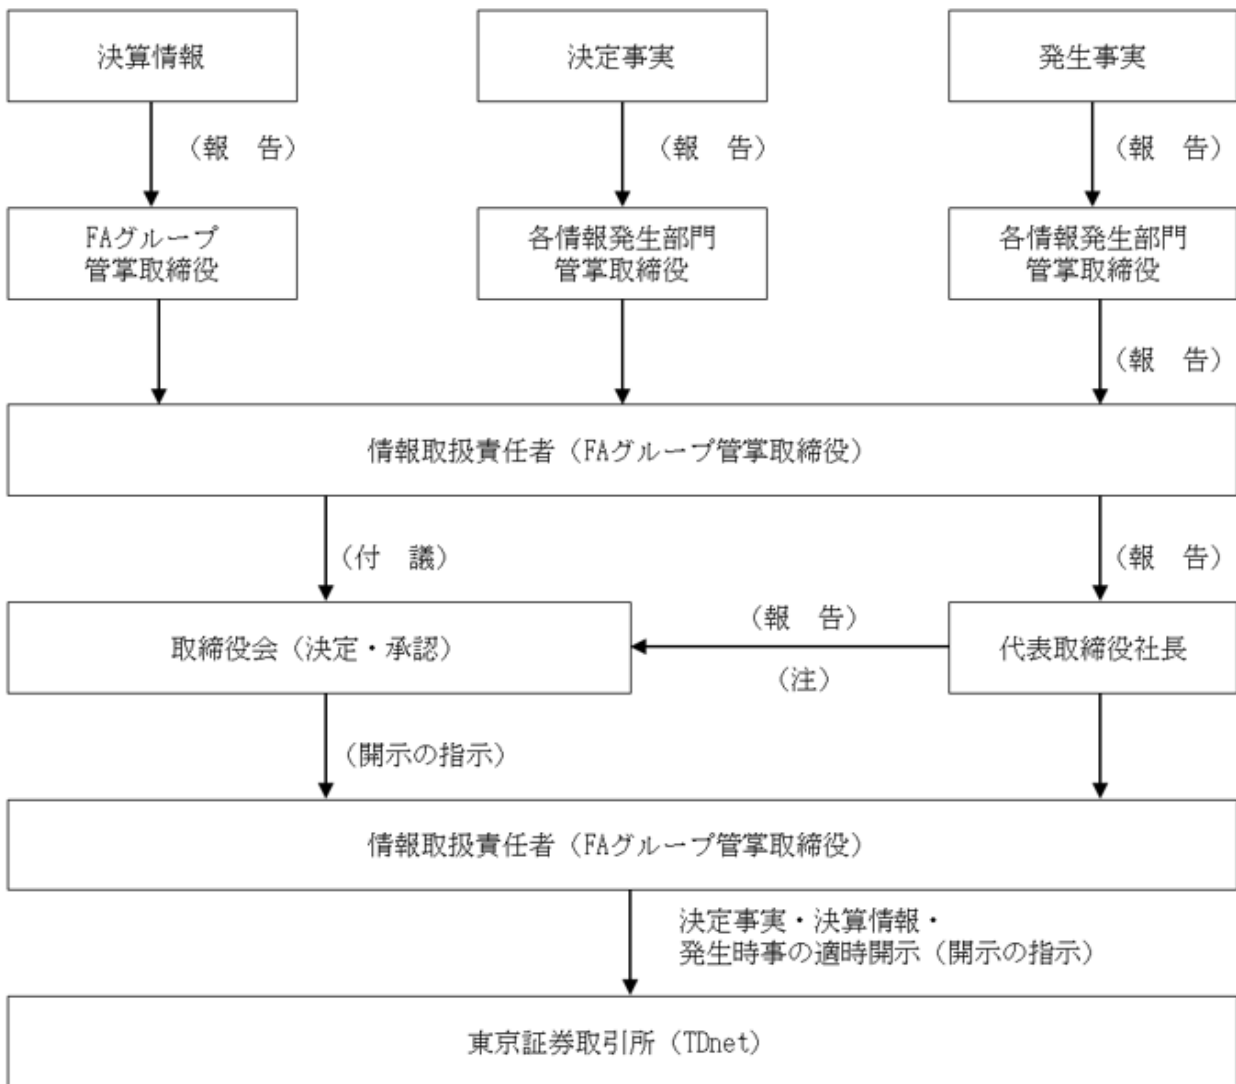 決算情報
決定事実
発生事実
（報　告）
（報　告）
（報　告）
FAグループ
管掌取締役
各情報発生部門
管掌取締役
各情報発生部門
管掌取締役
（報　告）
情報取扱責任者（FAグループ管掌取締役）
（付　議）
（報　告）
取締役会（決定・承認）
（報　告）
（注）
代表取締役社長
（開示の指示）
情報取扱責任者（FAグループ管掌取締役）
決定事実・決算情報・
発生時事の適時開示（開示の指示）
東京証券取引所（TDnet）